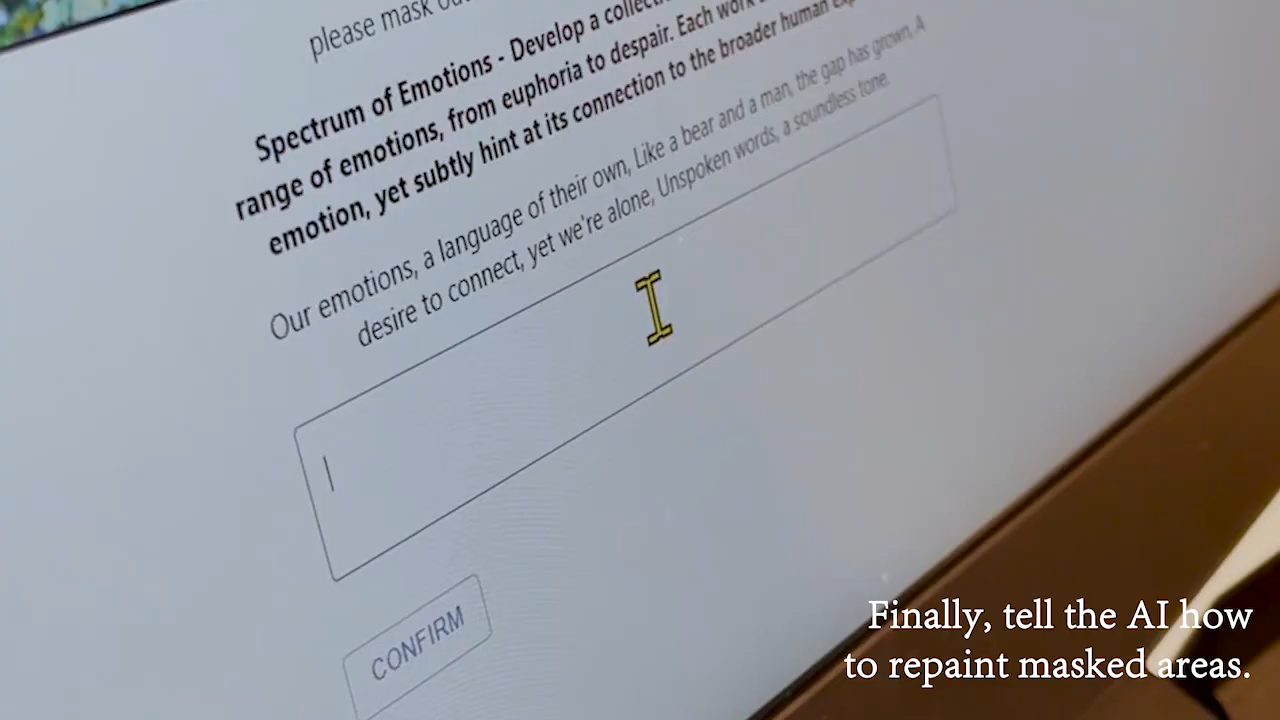 please mask
Spectrum of Emotions - Develop a
range of emotions, from euphoria to despair. Each work
emotion, yet subtly hint at its connection to the broader human
Our emotions, a language of their own, Like a bear and a man, the gap has grown, A
desire to connect, yet we're alone, Unspoken words, a soundless tone.
CONFIRM
Finally, tell the AI how
to repaint masked areas.